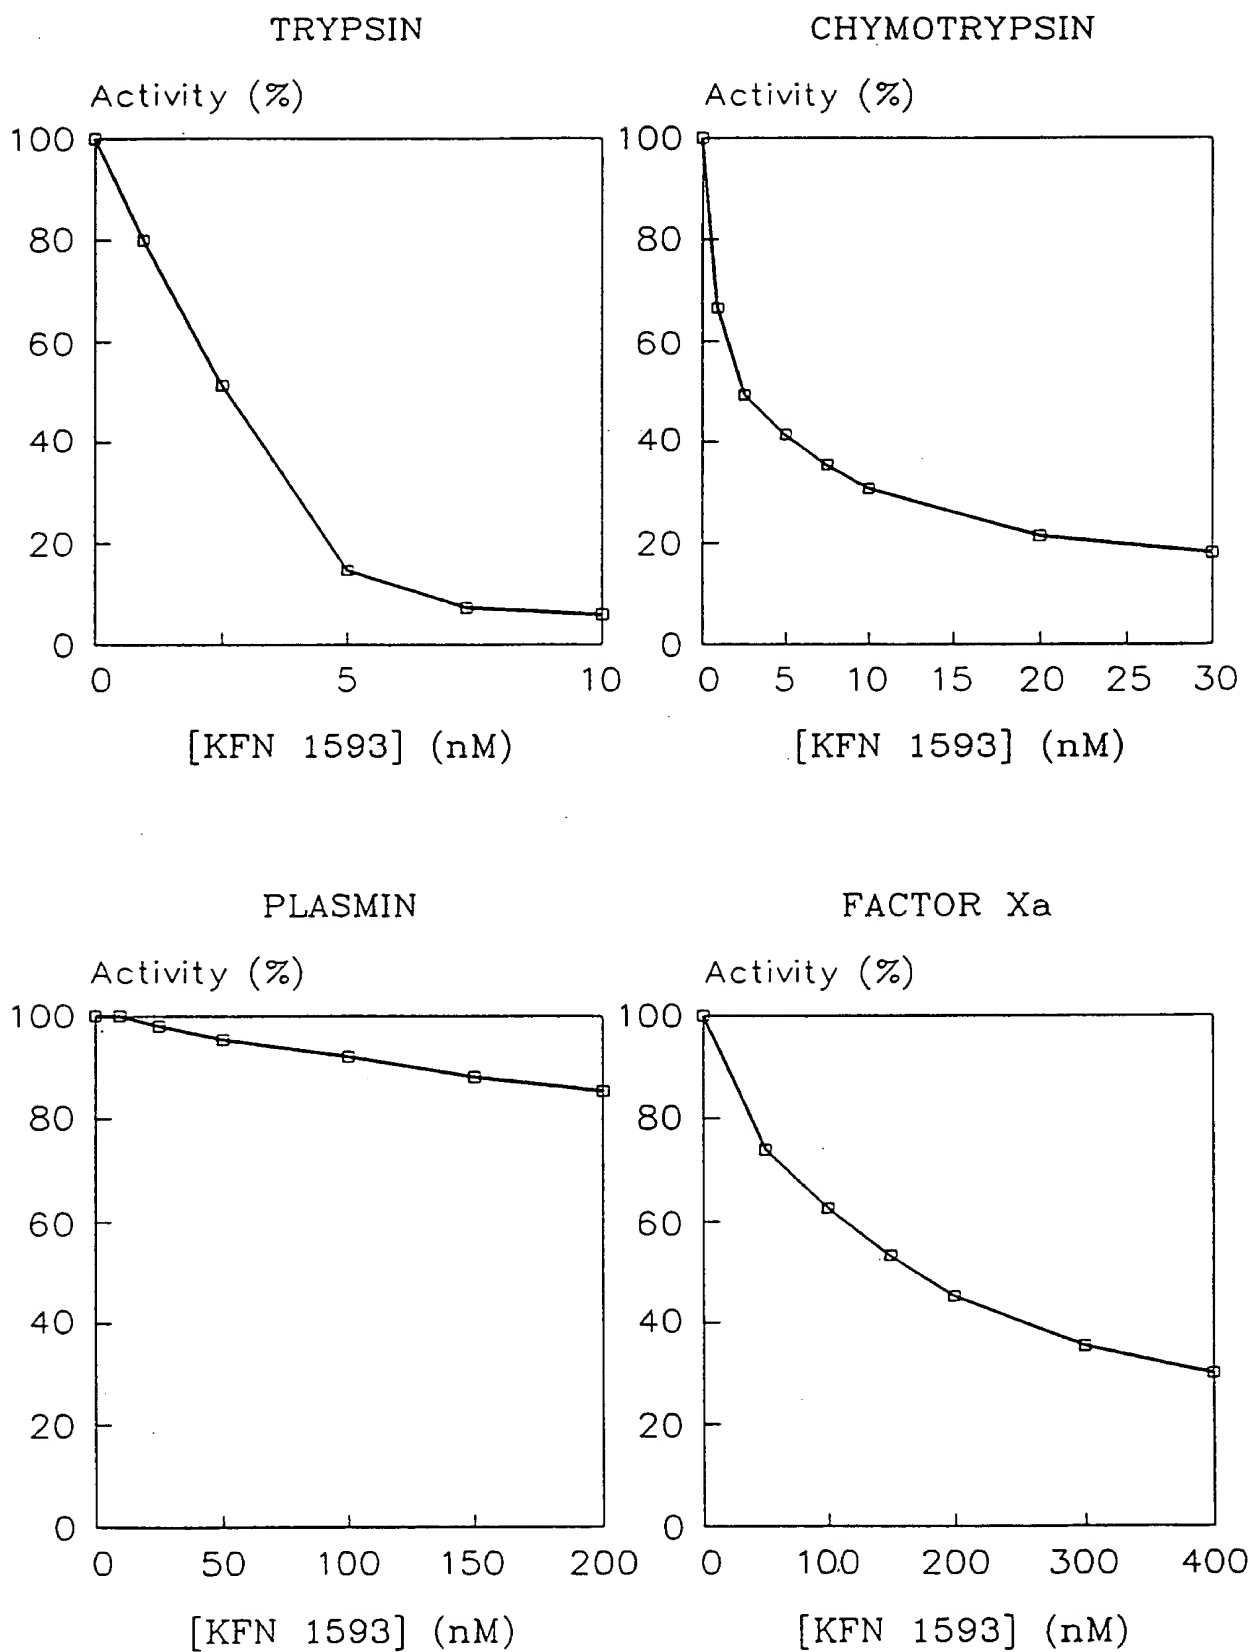 TRYPSIN
Activity (%)
100
80
60
40
20
0
0 5 10
[KFN 1593] (nM)
CHYMOTRYPSIN
Activity (%)
100
80
60
40
20
0
0 5 10 15 20 25 30
[KFN 1593] (nM)
PLASMIN
Activity (%)
100
80
60
40
20
0
0 50 100 150 200
[KFN 1593] (nM)
FACTOR Xa
Activity (%)
100
80
60
40
20
0
0 100 200 300 400
[KFN 1593] (nM)